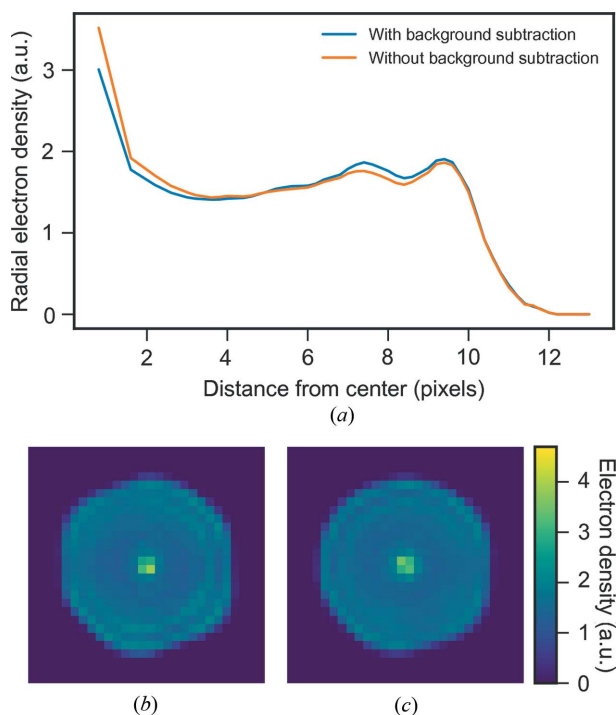 With background subtraction
Without background subtraction
Radial electron density (a.u.)
3
2
1
0
2
4
6
8
10
12
Distance from center (pixels)
(a)
Electron density (a.u.)
4
3
2
1
0
(b)
(c)